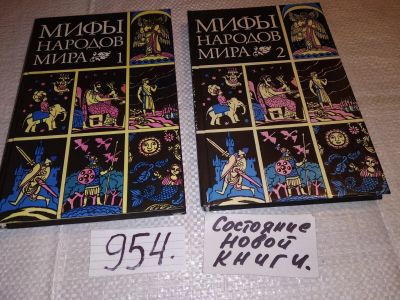 МИФЫ
НАРОДОВ
МИРА 1
МИФЫ
НАРОДОВ
МИРА 2
954.
Состояние
новой
книги.